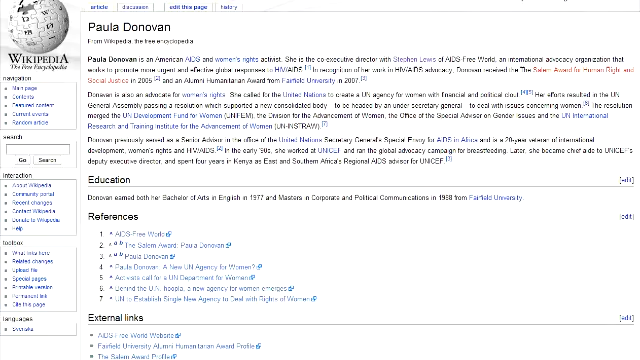 article discussion edit this page history
WIKIPEDIA
The Free Encyclopedia
navigation
Main page
Contents
Featured content
Current events
Random article
search
Go Search
interaction
About Wikipedia
Community portal
Recent changes
Contact Wikipedia
Donate to Wikipedia
Help
toolbox
What links here
Related changes
Upload file
Special pages
Printable version
Permanent link
Cite this page
languages
Svenska
Paula Donovan
From Wikipedia, the free encyclopedia
Paula Donovan is an American AIDS and women's rights activist. She is the co-executive director with Stephen Lewis of AIDS-Free World, an international advocacy organization that
works to promote more urgent and effective global responses to HIV/AIDS.[1] In recognition of her work in HIV/AIDS advocacy, Donovan received the The Salem Award for Human Right and
Social Justice in 2005 [2] and an Alumni Humanitarian Award from Fairfield University in 2007.[3]
Donovan is also an advocate for women's rights. She called for the United Nations to create a UN agency for women with financial and political clout.[4][5] Her efforts resulted in the UN
General Assembly passing a resolution which supported a new consolidated body -- to be headed by an under secretary general -- to deal with issues concerning women.[6] The resolution
merged the UN Development Fund for Women (UNIFEM), the Division for the Advancement of Women, the Office of the Special Adviser on Gender Issues and the UN International
Research and Training Institute for the Advancement of Women (UN-INSTRAW).[7]
Donovan previously served as a Senior Advisor in the office of the United Nations Secretary General's Special Envoy for AIDS in Africa and is a 20-year veteran of international
development, women's rights and HIV/AIDS.[2] In the early '90s, she worked at UNICEF and ran the global advocacy campaign for breastfeeding. Later, she became chief aide to UNICEF's
deputy executive director, and spent four years in Kenya as East and Southern Africa's Regional AIDS advisor for UNICEF.[3]
Education [edit]
Donovan earned both her Bachelor of Arts in English in 1977 and Masters in Corporate and Political Communications in 1988 from Fairfield University.
References [edit]
1. ^ AIDS-Free World
2. ^ a b The Salem Award: Paula Donovan
3. ^ a b Paula Donovan
4. ^ Paula Donovan. A New UN Agency for Women?
5. ^ Activists call for a UN Department for Women
6. ^ Behind the U.N. hoopla, a new agency for women emerges
7. ^ UN to Establish Single New Agency to Deal with Rights of Women
External links [edit]
AIDS-Free World Website
Fairfield University Alumni Humanitarian Award Profile
The Salem Award Profile